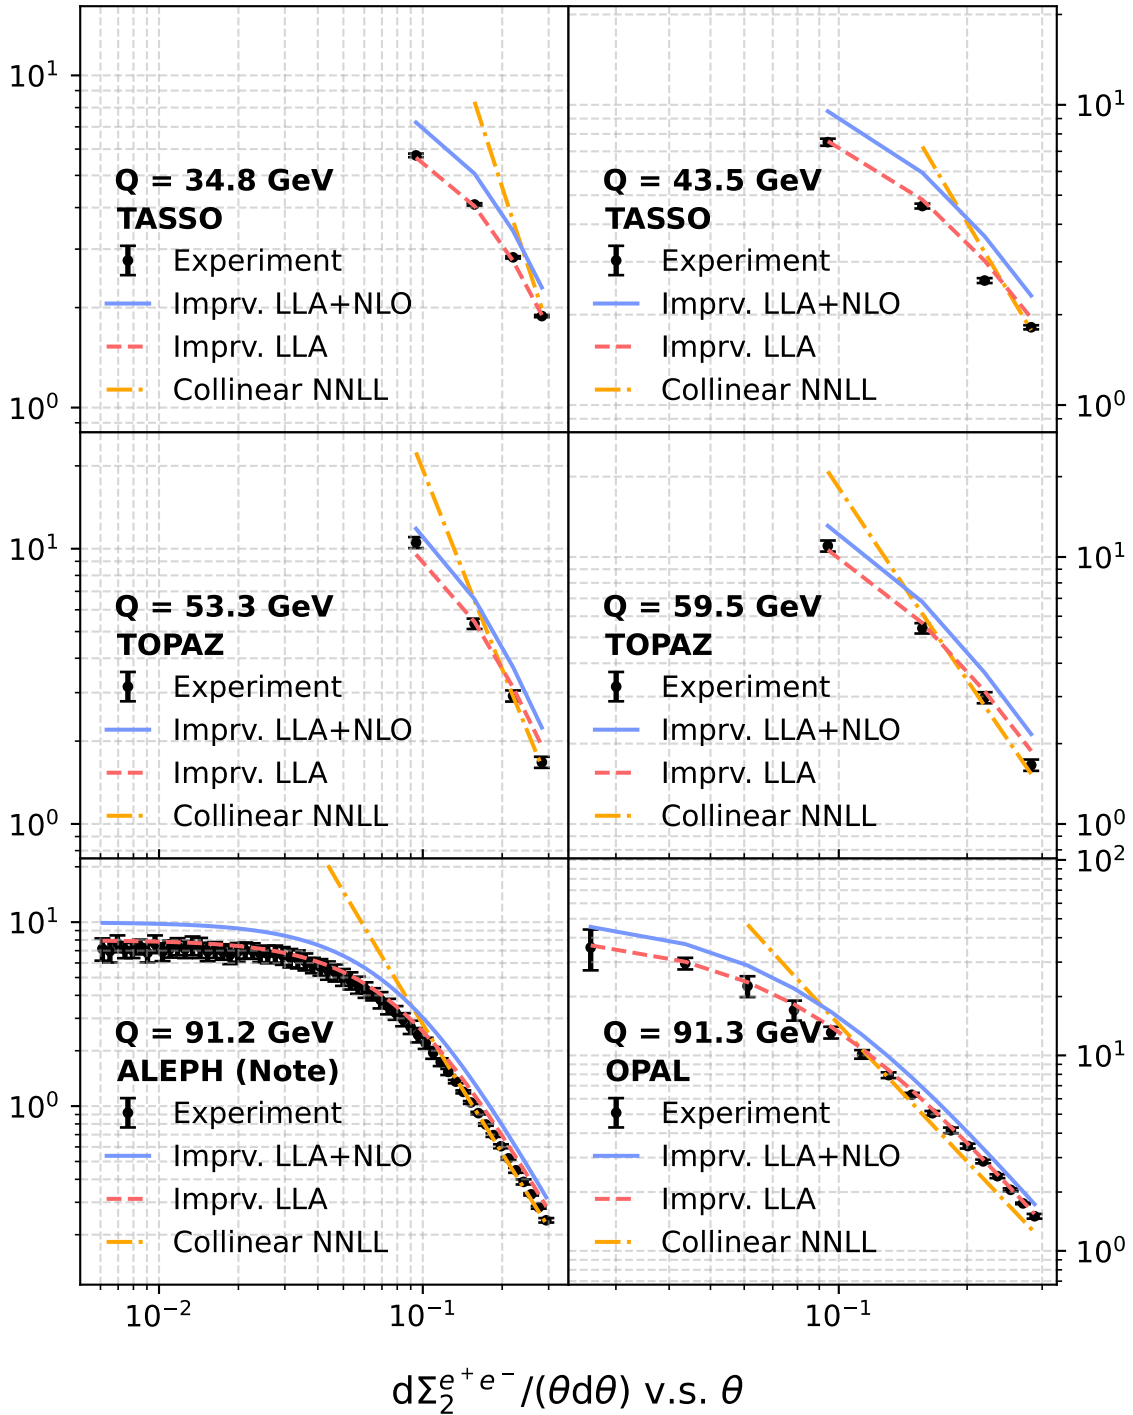 10¹
10⁰
Q = 34.8 GeV
TASSO
Experiment
Imprv. LLA+NLO
Imprv. LLA
Collinear NNLL
Q = 43.5 GeV
TASSO
Experiment
Imprv. LLA+NLO
Imprv. LLA
Collinear NNLL
10¹
10⁰
10¹
10⁰
Q = 53.3 GeV
TOPAZ
Experiment
Imprv. LLA+NLO
Imprv. LLA
Collinear NNLL
Q = 59.5 GeV
TOPAZ
Experiment
Imprv. LLA+NLO
Imprv. LLA
Collinear NNLL
10¹
10⁰
10¹
10⁰
Q = 91.2 GeV
ALEPH (Note)
Experiment
Imprv. LLA+NLO
Imprv. LLA
Collinear NNLL
Q = 91.3 GeV
OPAL
Experiment
Imprv. LLA+NLO
Imprv. LLA
Collinear NNLL
10²
10¹
10⁰
10⁻² 10⁻¹
10⁻¹
dΣ₂ᵉ⁺ᵉ⁻/(θdθ) v.s. θ